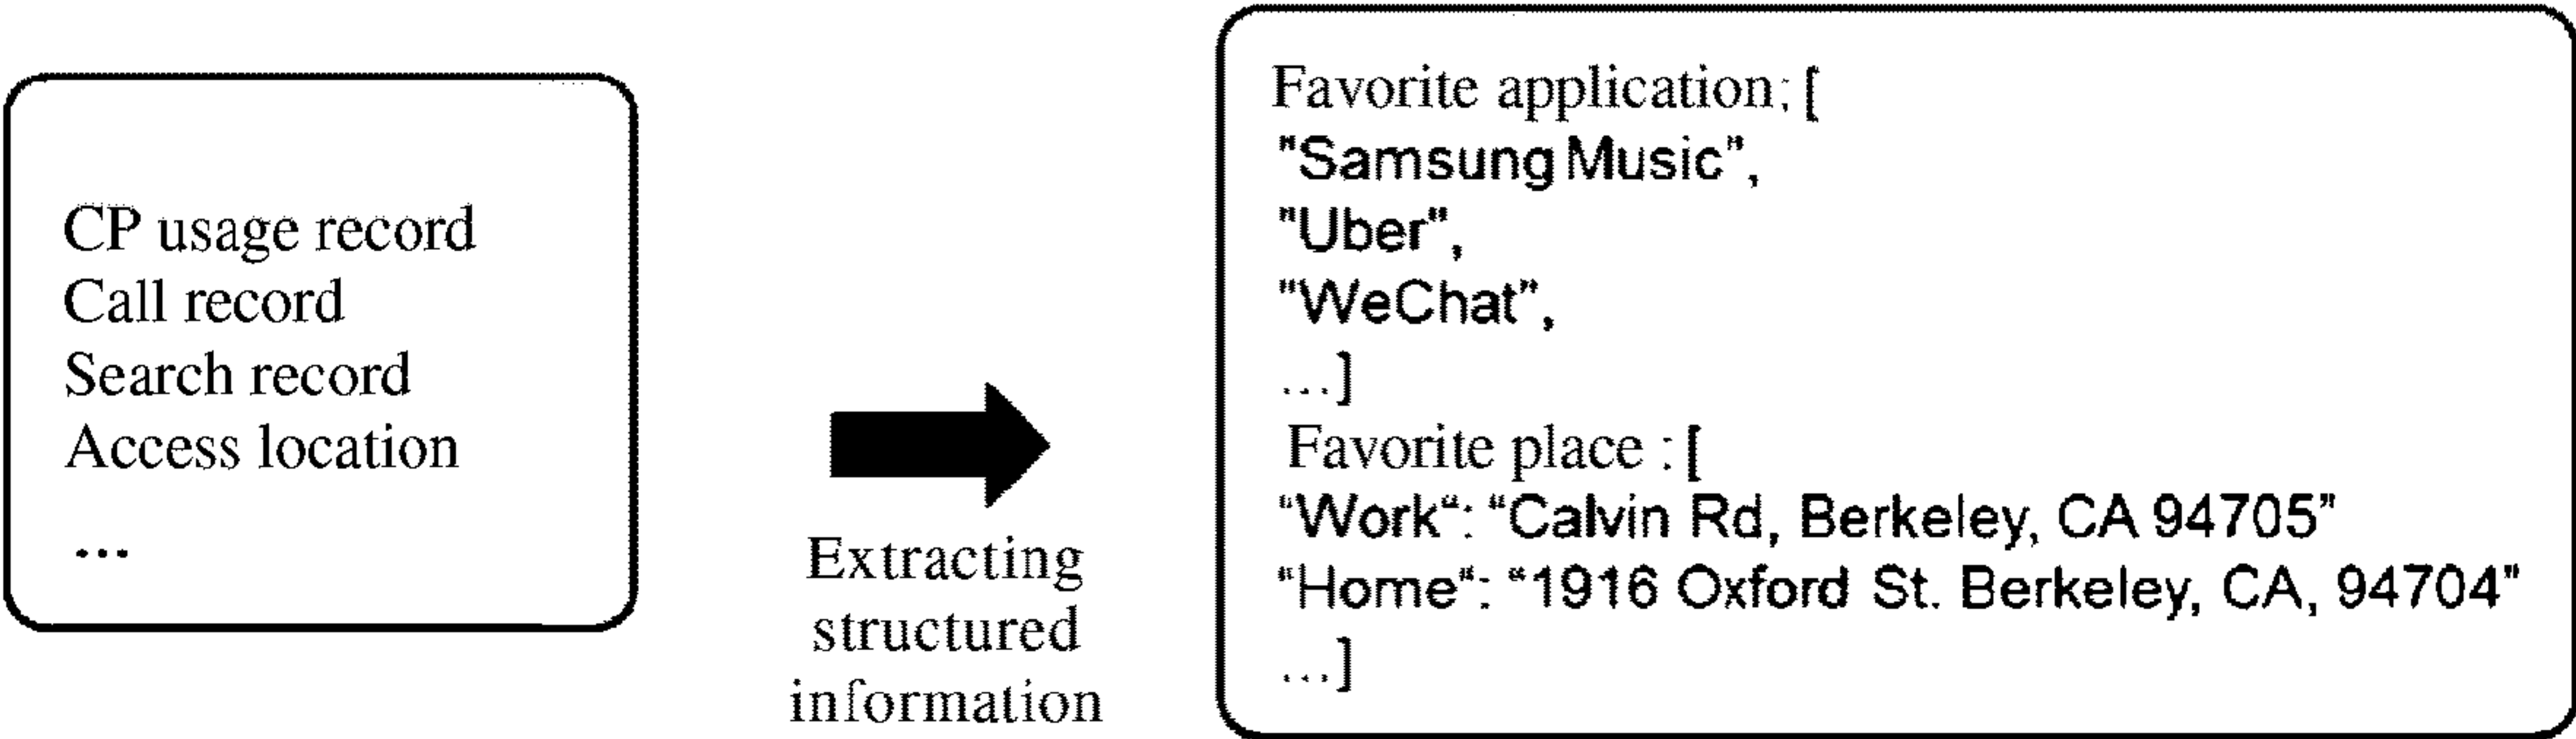 CP usage record
Call record
Search record
Access location
...
Extracting
structured
information
Favorite application: [
"Samsung Music",
"Uber",
"WeChat",
...]
Favorite place : [
“Work“: “Calvin Rd, Berkeley, CA 94705”
“Home“: “1916 Oxford St. Berkeley, CA, 94704”
...]